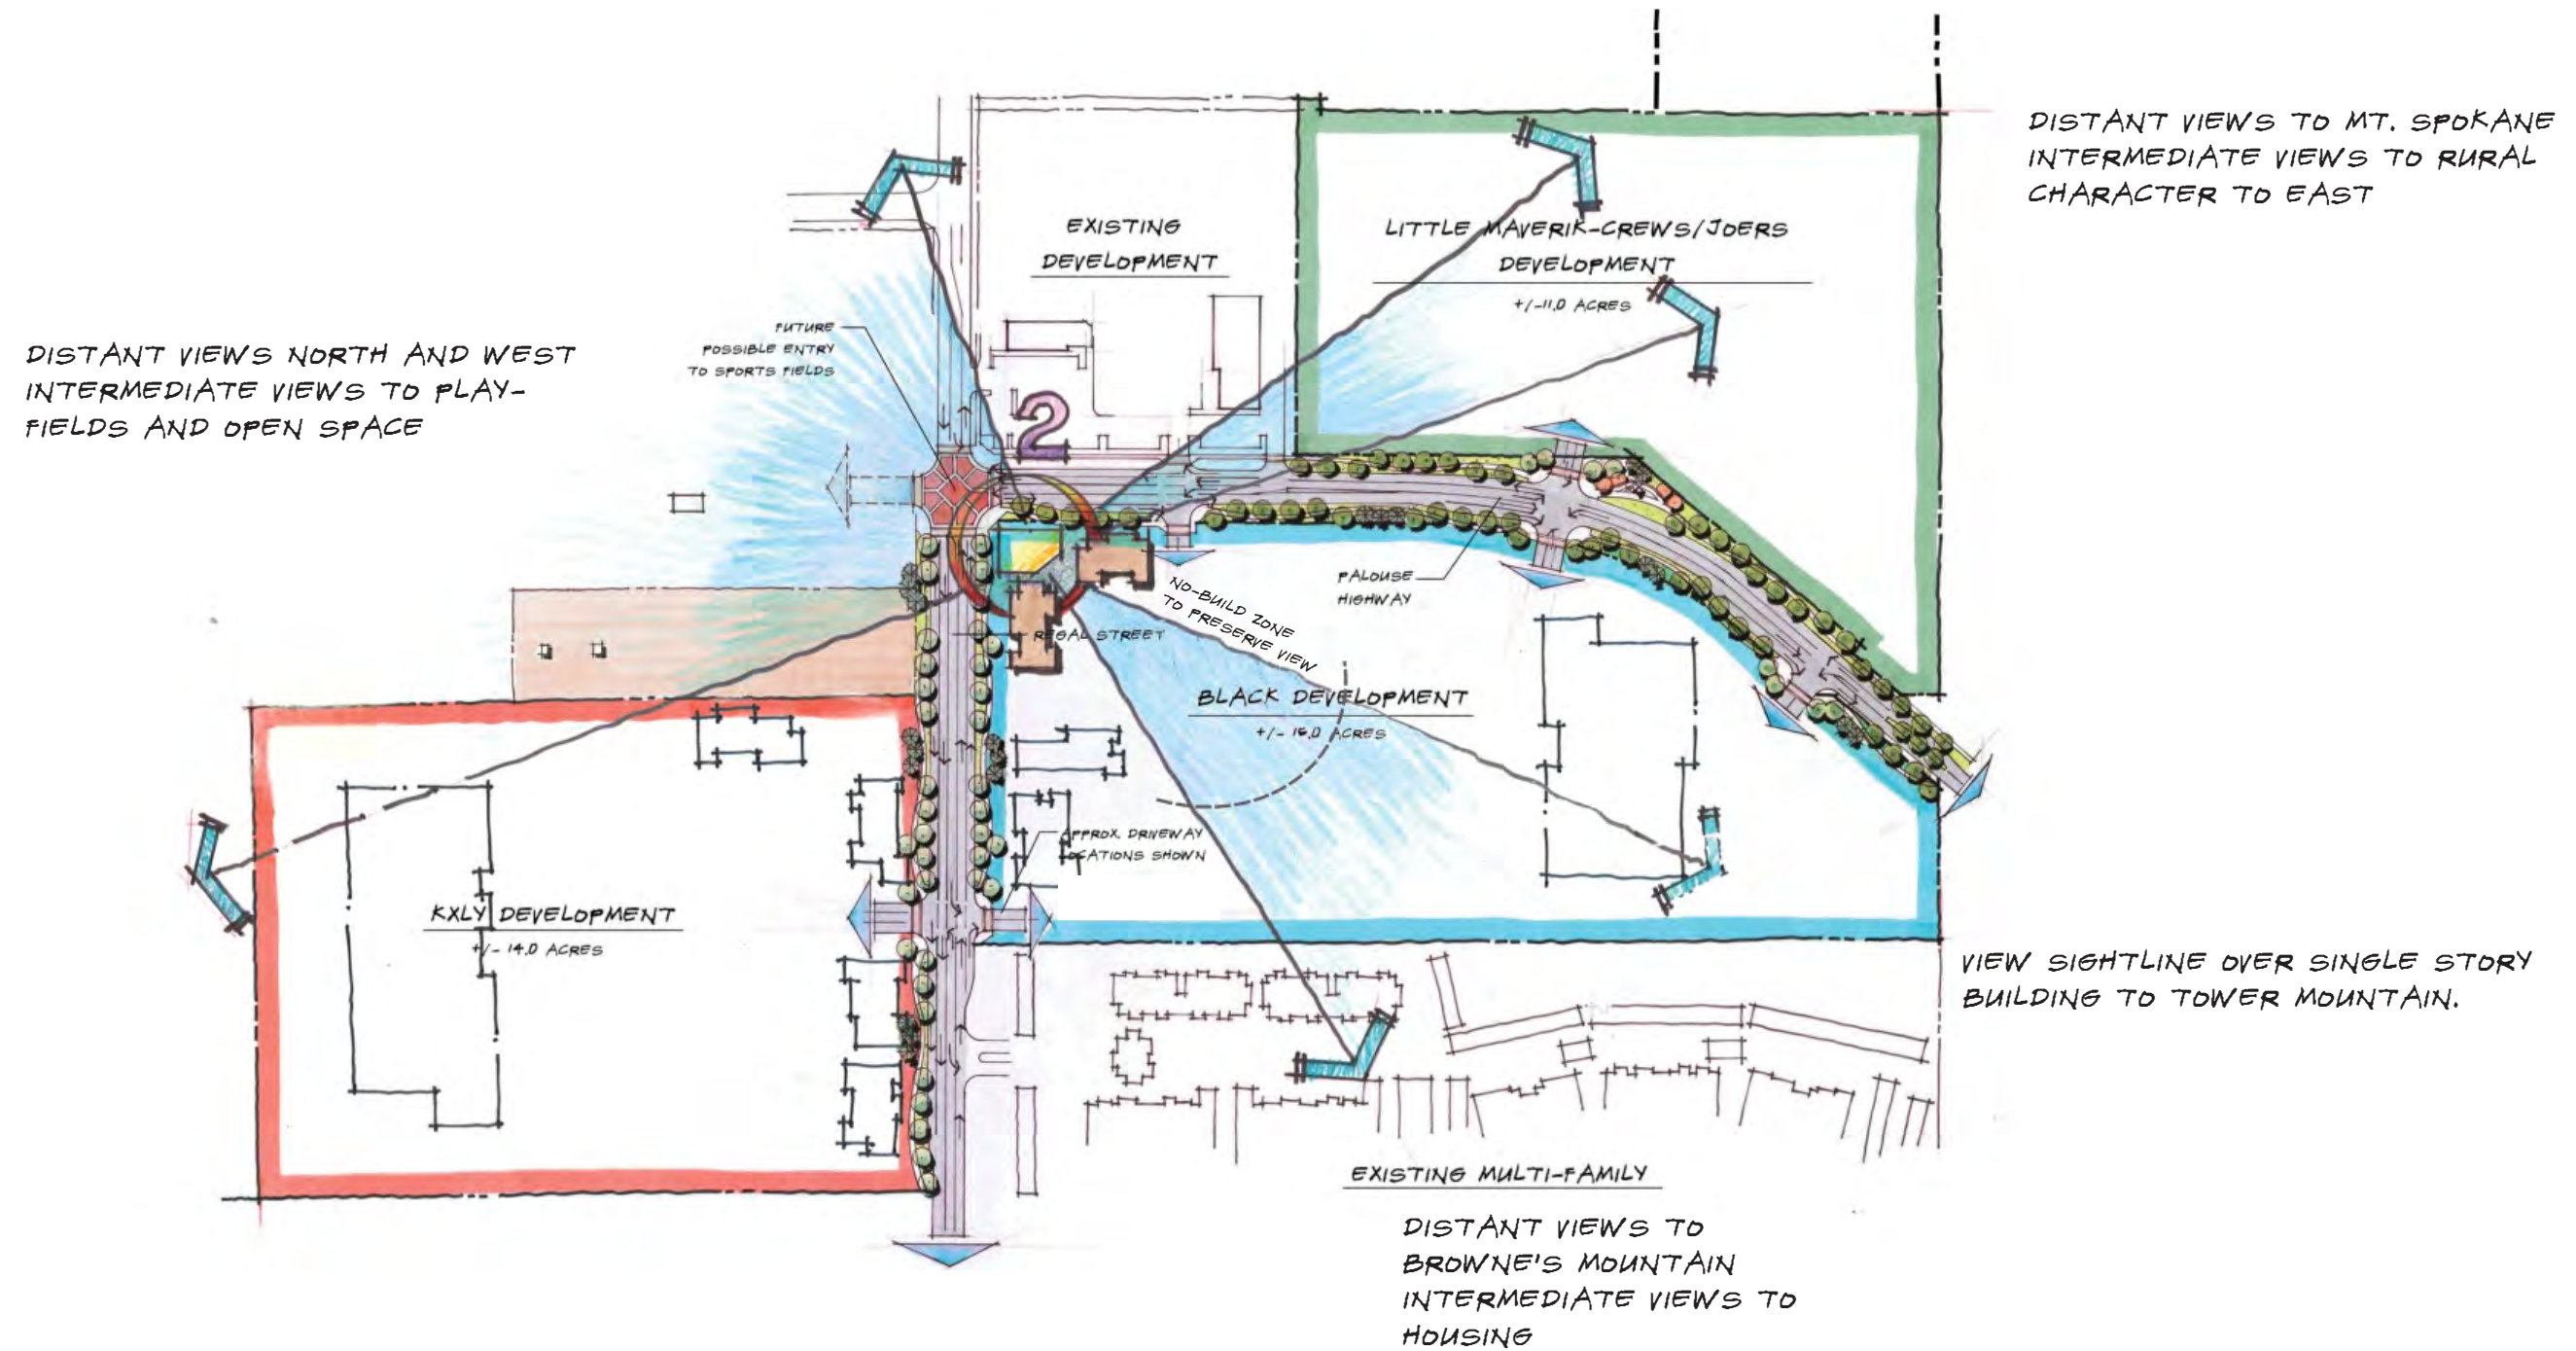 DISTANT VIEWS TO MT. SPOKANE
INTERMEDIATE VIEWS TO RURAL
CHARACTER TO EAST
EXISTING
DEVELOPMENT
LITTLE MAVERIK-CREWS/JOERS
DEVELOPMENT
+/-11.0 ACRES
DISTANT VIEWS NORTH AND WEST
INTERMEDIATE VIEWS TO PLAY-
FIELDS AND OPEN SPACE
FUTURE
POSSIBLE ENTRY
TO SPORTS FIELDS
2
PALOUSE
HIGHWAY
NO-BUILD ZONE
TO PRESERVE VIEW
REGAL STREET
BLACK DEVELOPMENT
+/- 16.0 ACRES
APPROX. DRIVEWAY
LOCATIONS SHOWN
KXLY DEVELOPMENT
+/- 14.0 ACRES
VIEW SIGHTLINE OVER SINGLE STORY
BUILDING TO TOWER MOUNTAIN.
EXISTING MULTI-FAMILY
DISTANT VIEWS TO
BROWNE'S MOUNTAIN
INTERMEDIATE VIEWS TO
HOUSING